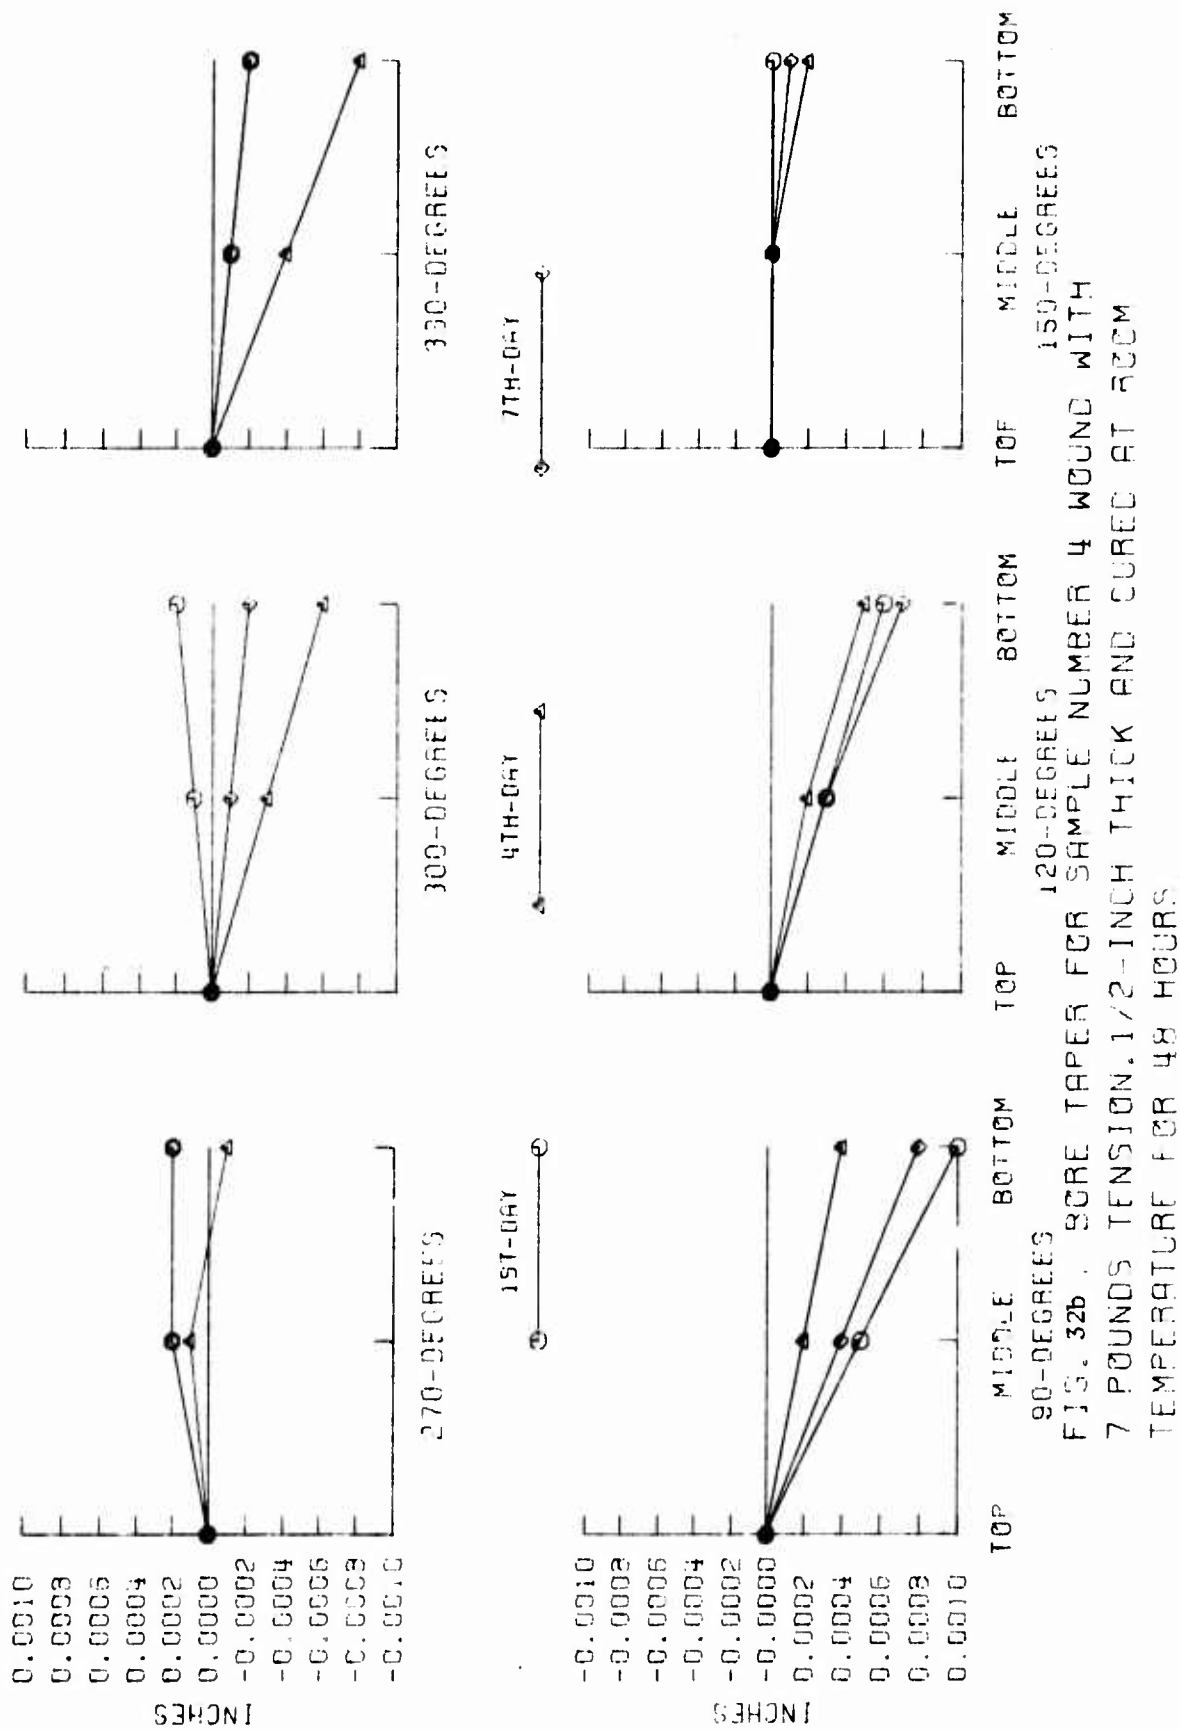 INCHES
0.0010
0.0008
0.0006
0.0004
0.0002
0.0000
-0.0002
-0.0004
-0.0006
-0.0008
-0.0010
270-DEGREES
300-DEGREES
330-DEGREES
1ST-DAY
4TH-DAY
7TH-DAY
INCHES
-0.0010
-0.0008
-0.0006
-0.0004
-0.0002
-0.0000
0.0002
0.0004
0.0006
0.0008
0.0010
TOP MIDDLE BOTTOM
TOP MIDDLE BOTTOM
TOP MIDDLE BOTTOM
90-DEGREES
120-DEGREES
150-DEGREES
FIG. 32b. BORE TAPER FOR SAMPLE NUMBER 4 WOUND WITH
7 POUNDS TENSION.1/2-INCH THICK AND CURED AT ROOM
TEMPERATURE FOR 48 HOURS